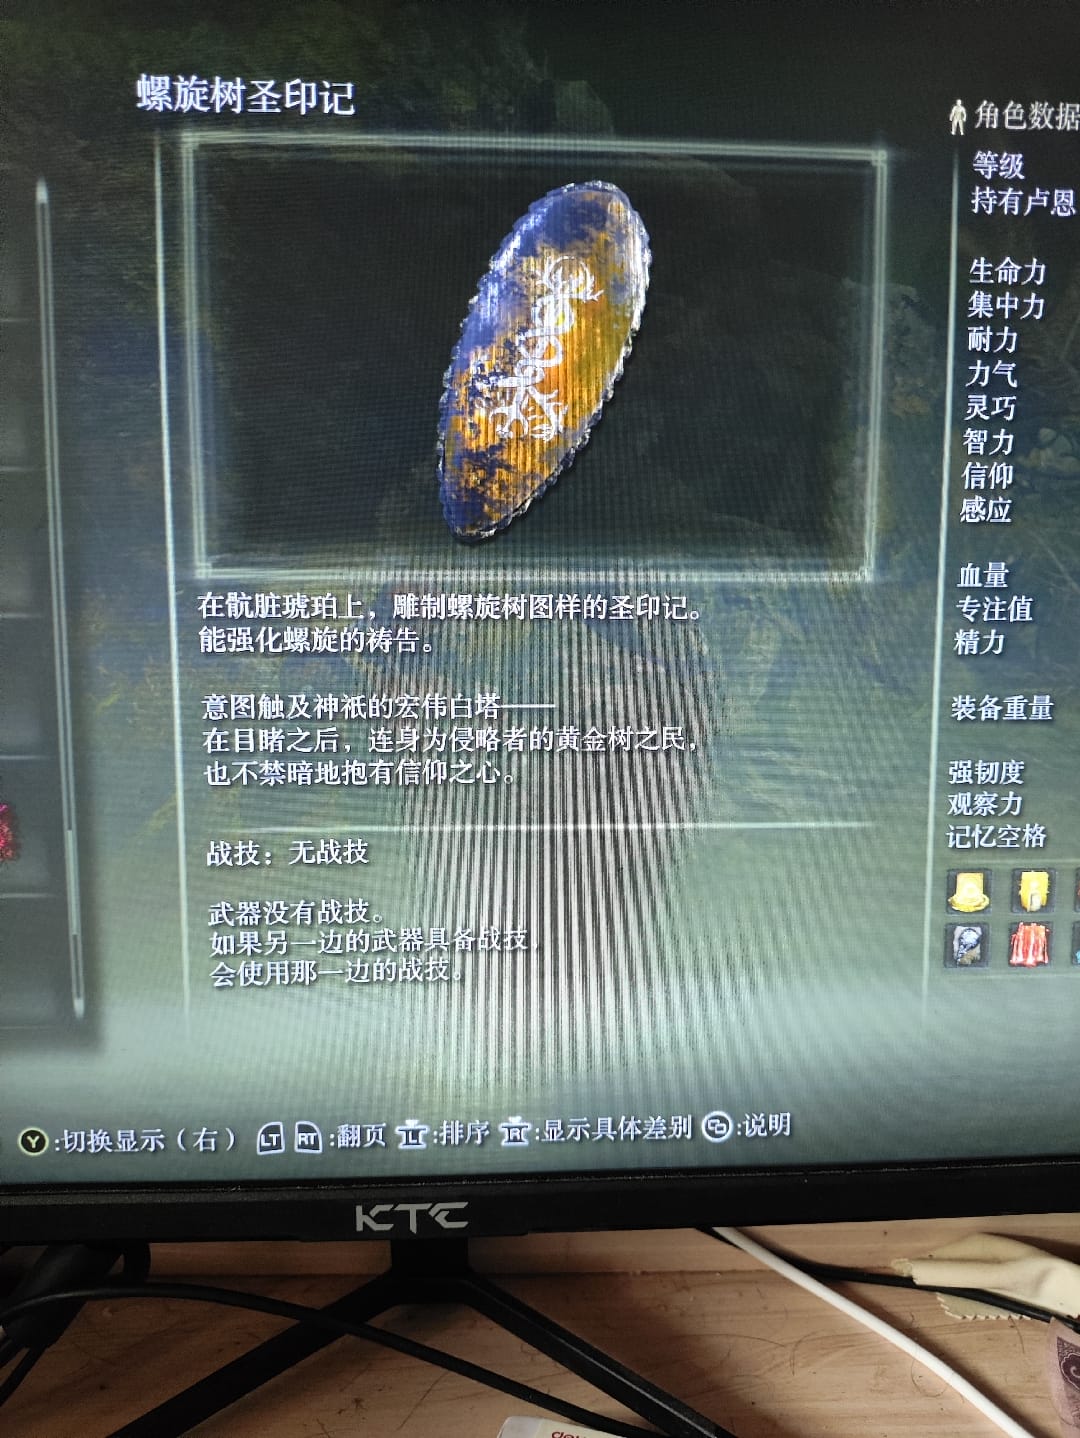 螺旋树圣印记
在骯脏琥珀上，雕制螺旋树图样的圣印记。
能强化螺旋的祷告。
意图触及神祇的宏伟白塔——
在目睹之后，连身为侵略者的黄金树之民，
也不禁暗地抱有信仰之心。
战技：无战技
武器没有战技。
如果另一边的武器具备战技，
会使用那一边的战技。
角色数据
等级
持有卢恩
生命力
集中力
耐力
力气
灵巧
智力
信仰
感应
血量
专注值
精力
装备重量
强韧度
观察力
记忆空格
Y:切换显示（右） LT RT:翻页 L:排序 R:显示具体差别 :说明
KTC